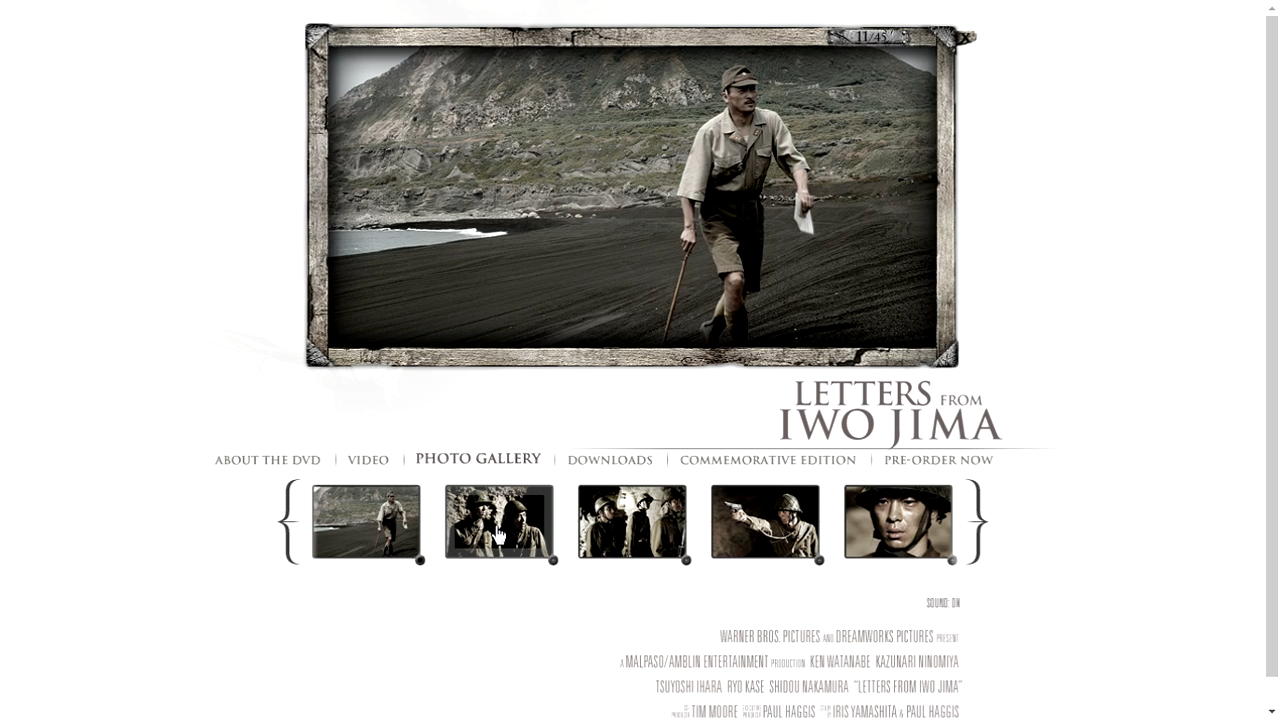 11/45
X
LETTERS FROM
IWO JIMA
ABOUT THE DVD
VIDEO
PHOTO GALLERY
DOWNLOADS
COMMEMORATIVE EDITION
PRE-ORDER NOW
SOUND: ON
WARNER BROS. PICTURES AND DREAMWORKS PICTURES PRESENT
A MALPASO/AMBLIN ENTERTAINMENT PRODUCTION KEN WATANABE KAZUNARI NINOMIYA
TSUYOSHI IHARA RYO KASE SHIDOU NAKAMURA "LETTERS FROM IWO JIMA"
TIM MOORE EXECUTIVE PRODUCER PAUL HAGGIS IRIS YAMASHITA & PAUL HAGGIS